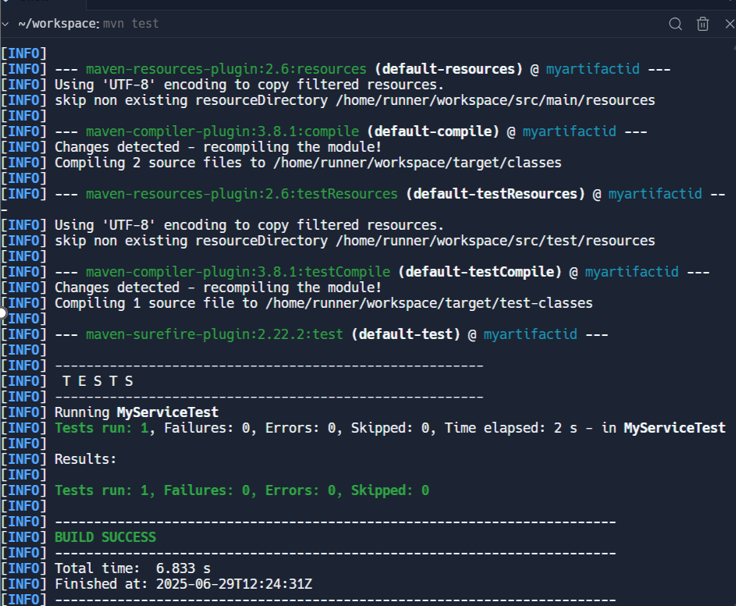 ~/workspace: mvn test
[INFO]
[INFO] --- maven-resources-plugin:2.6:resources (default-resources) @ myartifactid ---
[INFO] Using 'UTF-8' encoding to copy filtered resources.
[INFO] skip non existing resourceDirectory /home/runner/workspace/src/main/resources
[INFO]
[INFO] --- maven-compiler-plugin:3.8.1:compile (default-compile) @ myartifactid ---
[INFO] Changes detected - recompiling the module!
[INFO] Compiling 2 source files to /home/runner/workspace/target/classes
[INFO]
[INFO] --- maven-resources-plugin:2.6:testResources (default-testResources) @ myartifactid --
-
[INFO] Using 'UTF-8' encoding to copy filtered resources.
[INFO] skip non existing resourceDirectory /home/runner/workspace/src/test/resources
[INFO]
[INFO] --- maven-compiler-plugin:3.8.1:testCompile (default-testCompile) @ myartifactid ---
[INFO] Changes detected - recompiling the module!
[INFO] Compiling 1 source file to /home/runner/workspace/target/test-classes
[INFO]
[INFO] --- maven-surefire-plugin:2.22.2:test (default-test) @ myartifactid ---
[INFO]
[INFO] -------------------------------------------------------
[INFO]  T E S T S
[INFO] -------------------------------------------------------
[INFO] Running MyServiceTest
[INFO] Tests run: 1, Failures: 0, Errors: 0, Skipped: 0, Time elapsed: 2 s - in MyServiceTest
[INFO]
[INFO] Results:
[INFO]
[INFO] Tests run: 1, Failures: 0, Errors: 0, Skipped: 0
[INFO]
[INFO] ------------------------------------------------------------------------
[INFO] BUILD SUCCESS
[INFO] ------------------------------------------------------------------------
[INFO] Total time:  6.833 s
[INFO] Finished at: 2025-06-29T12:24:31Z
[INFO] ------------------------------------------------------------------------